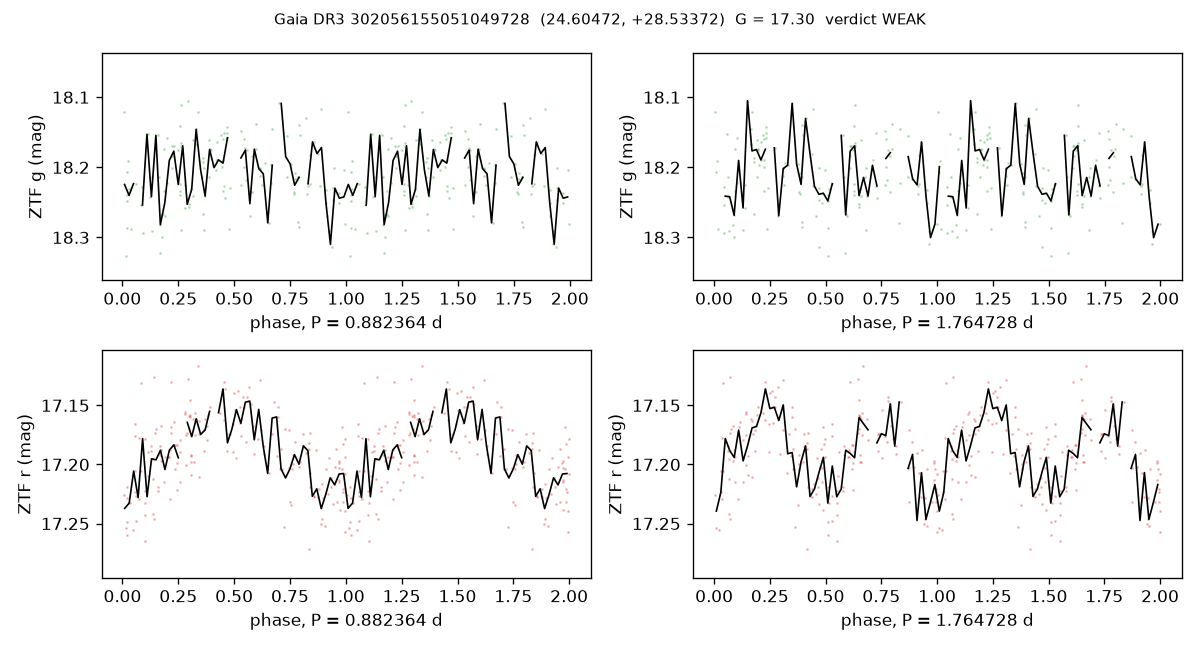 Gaia DR3 302056155051049728  (24.60472, +28.53372)  G = 17.30  verdict WEAK
ZTF g (mag)
18.1
18.2
18.3
0.00 0.25 0.50 0.75 1.00 1.25 1.50 1.75 2.00
phase, P = 0.882364 d
ZTF g (mag)
18.1
18.2
18.3
0.00 0.25 0.50 0.75 1.00 1.25 1.50 1.75 2.00
phase, P = 1.764728 d
ZTF r (mag)
17.15
17.20
17.25
0.00 0.25 0.50 0.75 1.00 1.25 1.50 1.75 2.00
phase, P = 0.882364 d
ZTF r (mag)
17.15
17.20
17.25
0.00 0.25 0.50 0.75 1.00 1.25 1.50 1.75 2.00
phase, P = 1.764728 d